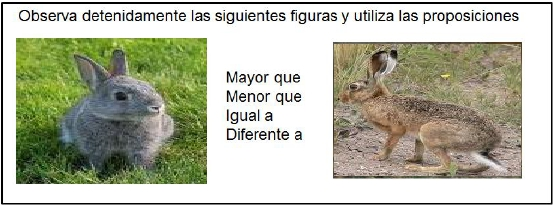 Observa detenidamente las siguientes figuras y utiliza las proposiciones
Mayor que
Menor que
Igual a
Diferente a